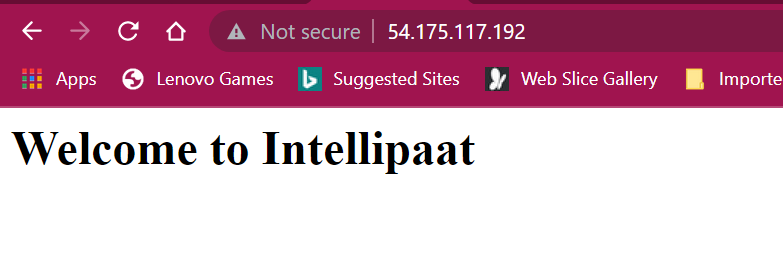 Not secure 54.175.117.192
Apps Lenovo Games Suggested Sites Web Slice Gallery Importe
Welcome to Intellipaat